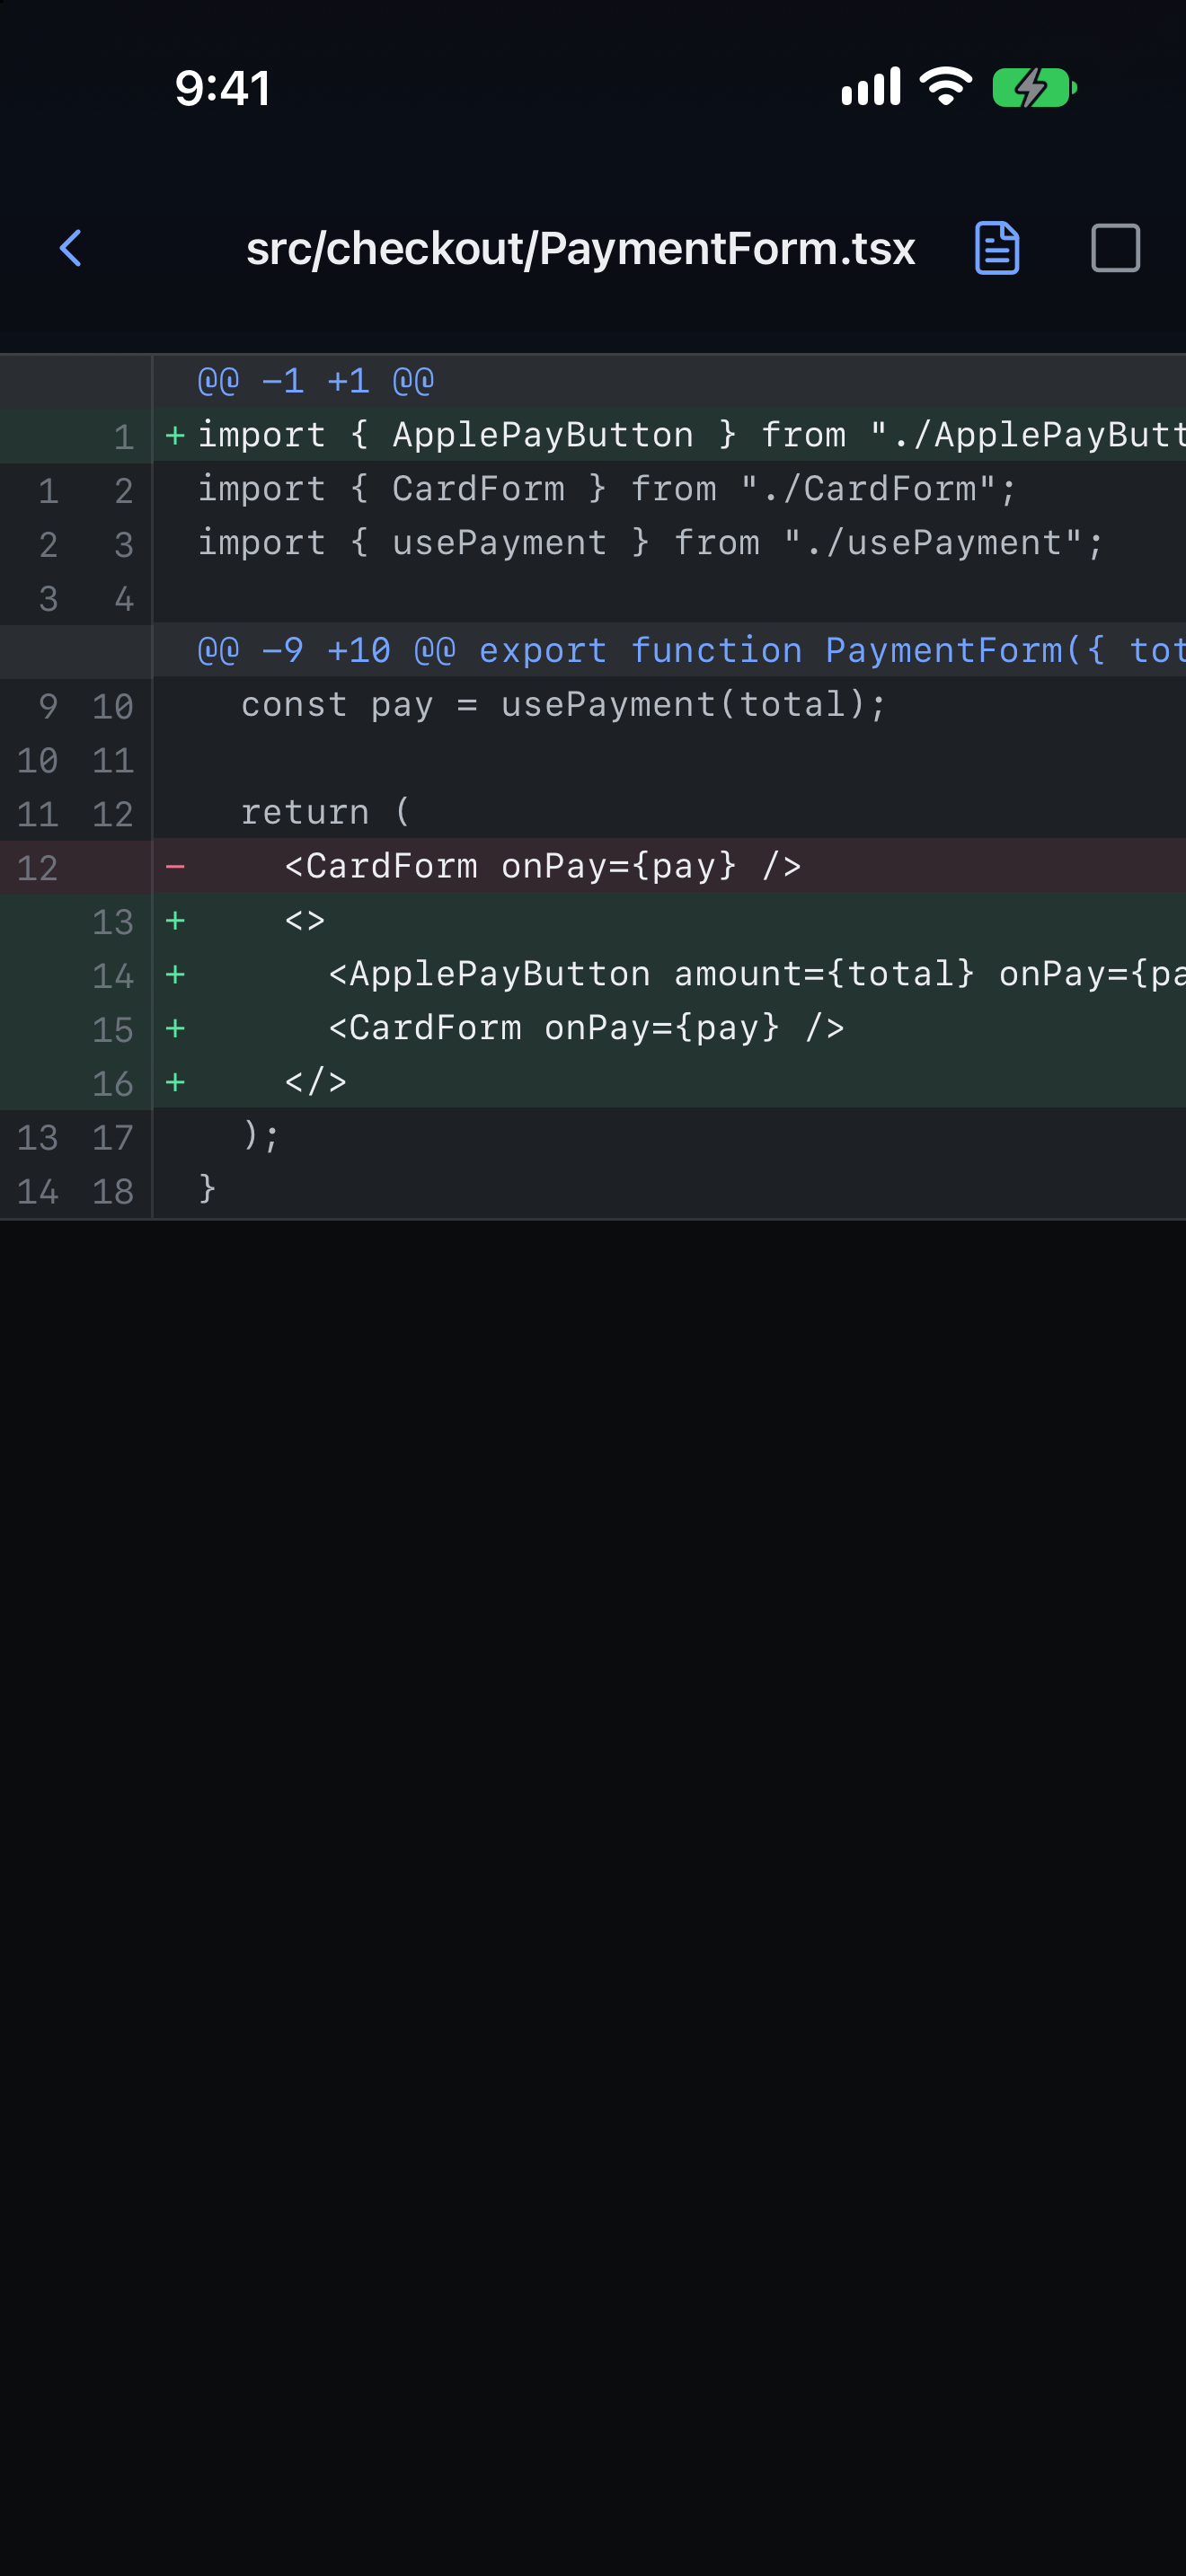 9:41
src/checkout/PaymentForm.tsx
@@ −1 +1 @@
1 + import { ApplePayButton } from "./ApplePayButt
1 2 import { CardForm } from "./CardForm";
2 3 import { usePayment } from "./usePayment";
3 4
@@ −9 +10 @@ export function PaymentForm({ tot
9 10 const pay = usePayment(total);
10 11
11 12 return (
12 − <CardForm onPay={pay} />
13 + <>
14 + <ApplePayButton amount={total} onPay={pa
15 + <CardForm onPay={pay} />
16 + </>
13 17 );
14 18 }